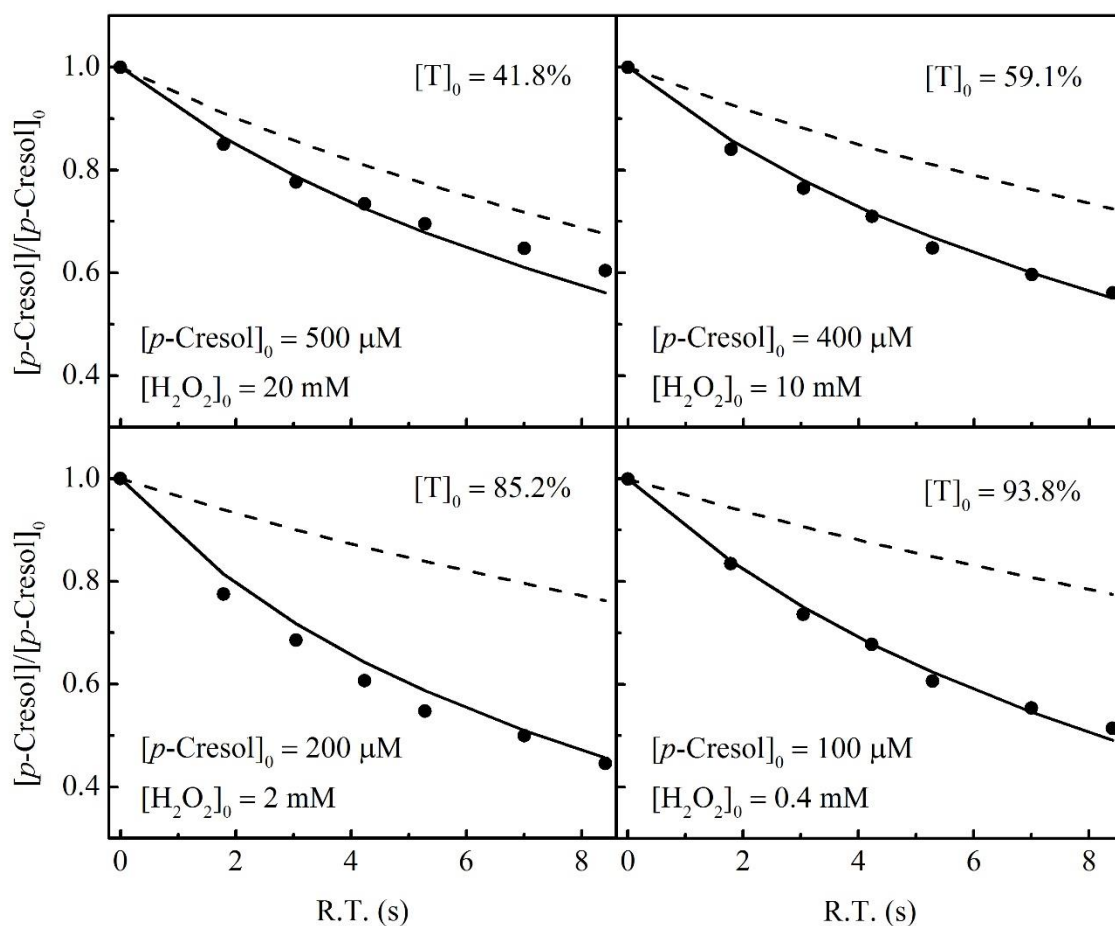 [T]₀ = 41.8%
[p-Cresol]₀ = 500 μM
[H₂O₂]₀ = 20 mM
[T]₀ = 59.1%
[p-Cresol]₀ = 400 μM
[H₂O₂]₀ = 10 mM
1.0
0.8
0.6
0.4
[p-Cresol]/[p-Cresol]₀
[T]₀ = 85.2%
[p-Cresol]₀ = 200 μM
[H₂O₂]₀ = 2 mM
[T]₀ = 93.8%
[p-Cresol]₀ = 100 μM
[H₂O₂]₀ = 0.4 mM
1.0
0.8
0.6
0.4
[p-Cresol]/[p-Cresol]₀
0 2 4 6 8
0 2 4 6 8
R.T. (s)
R.T. (s)